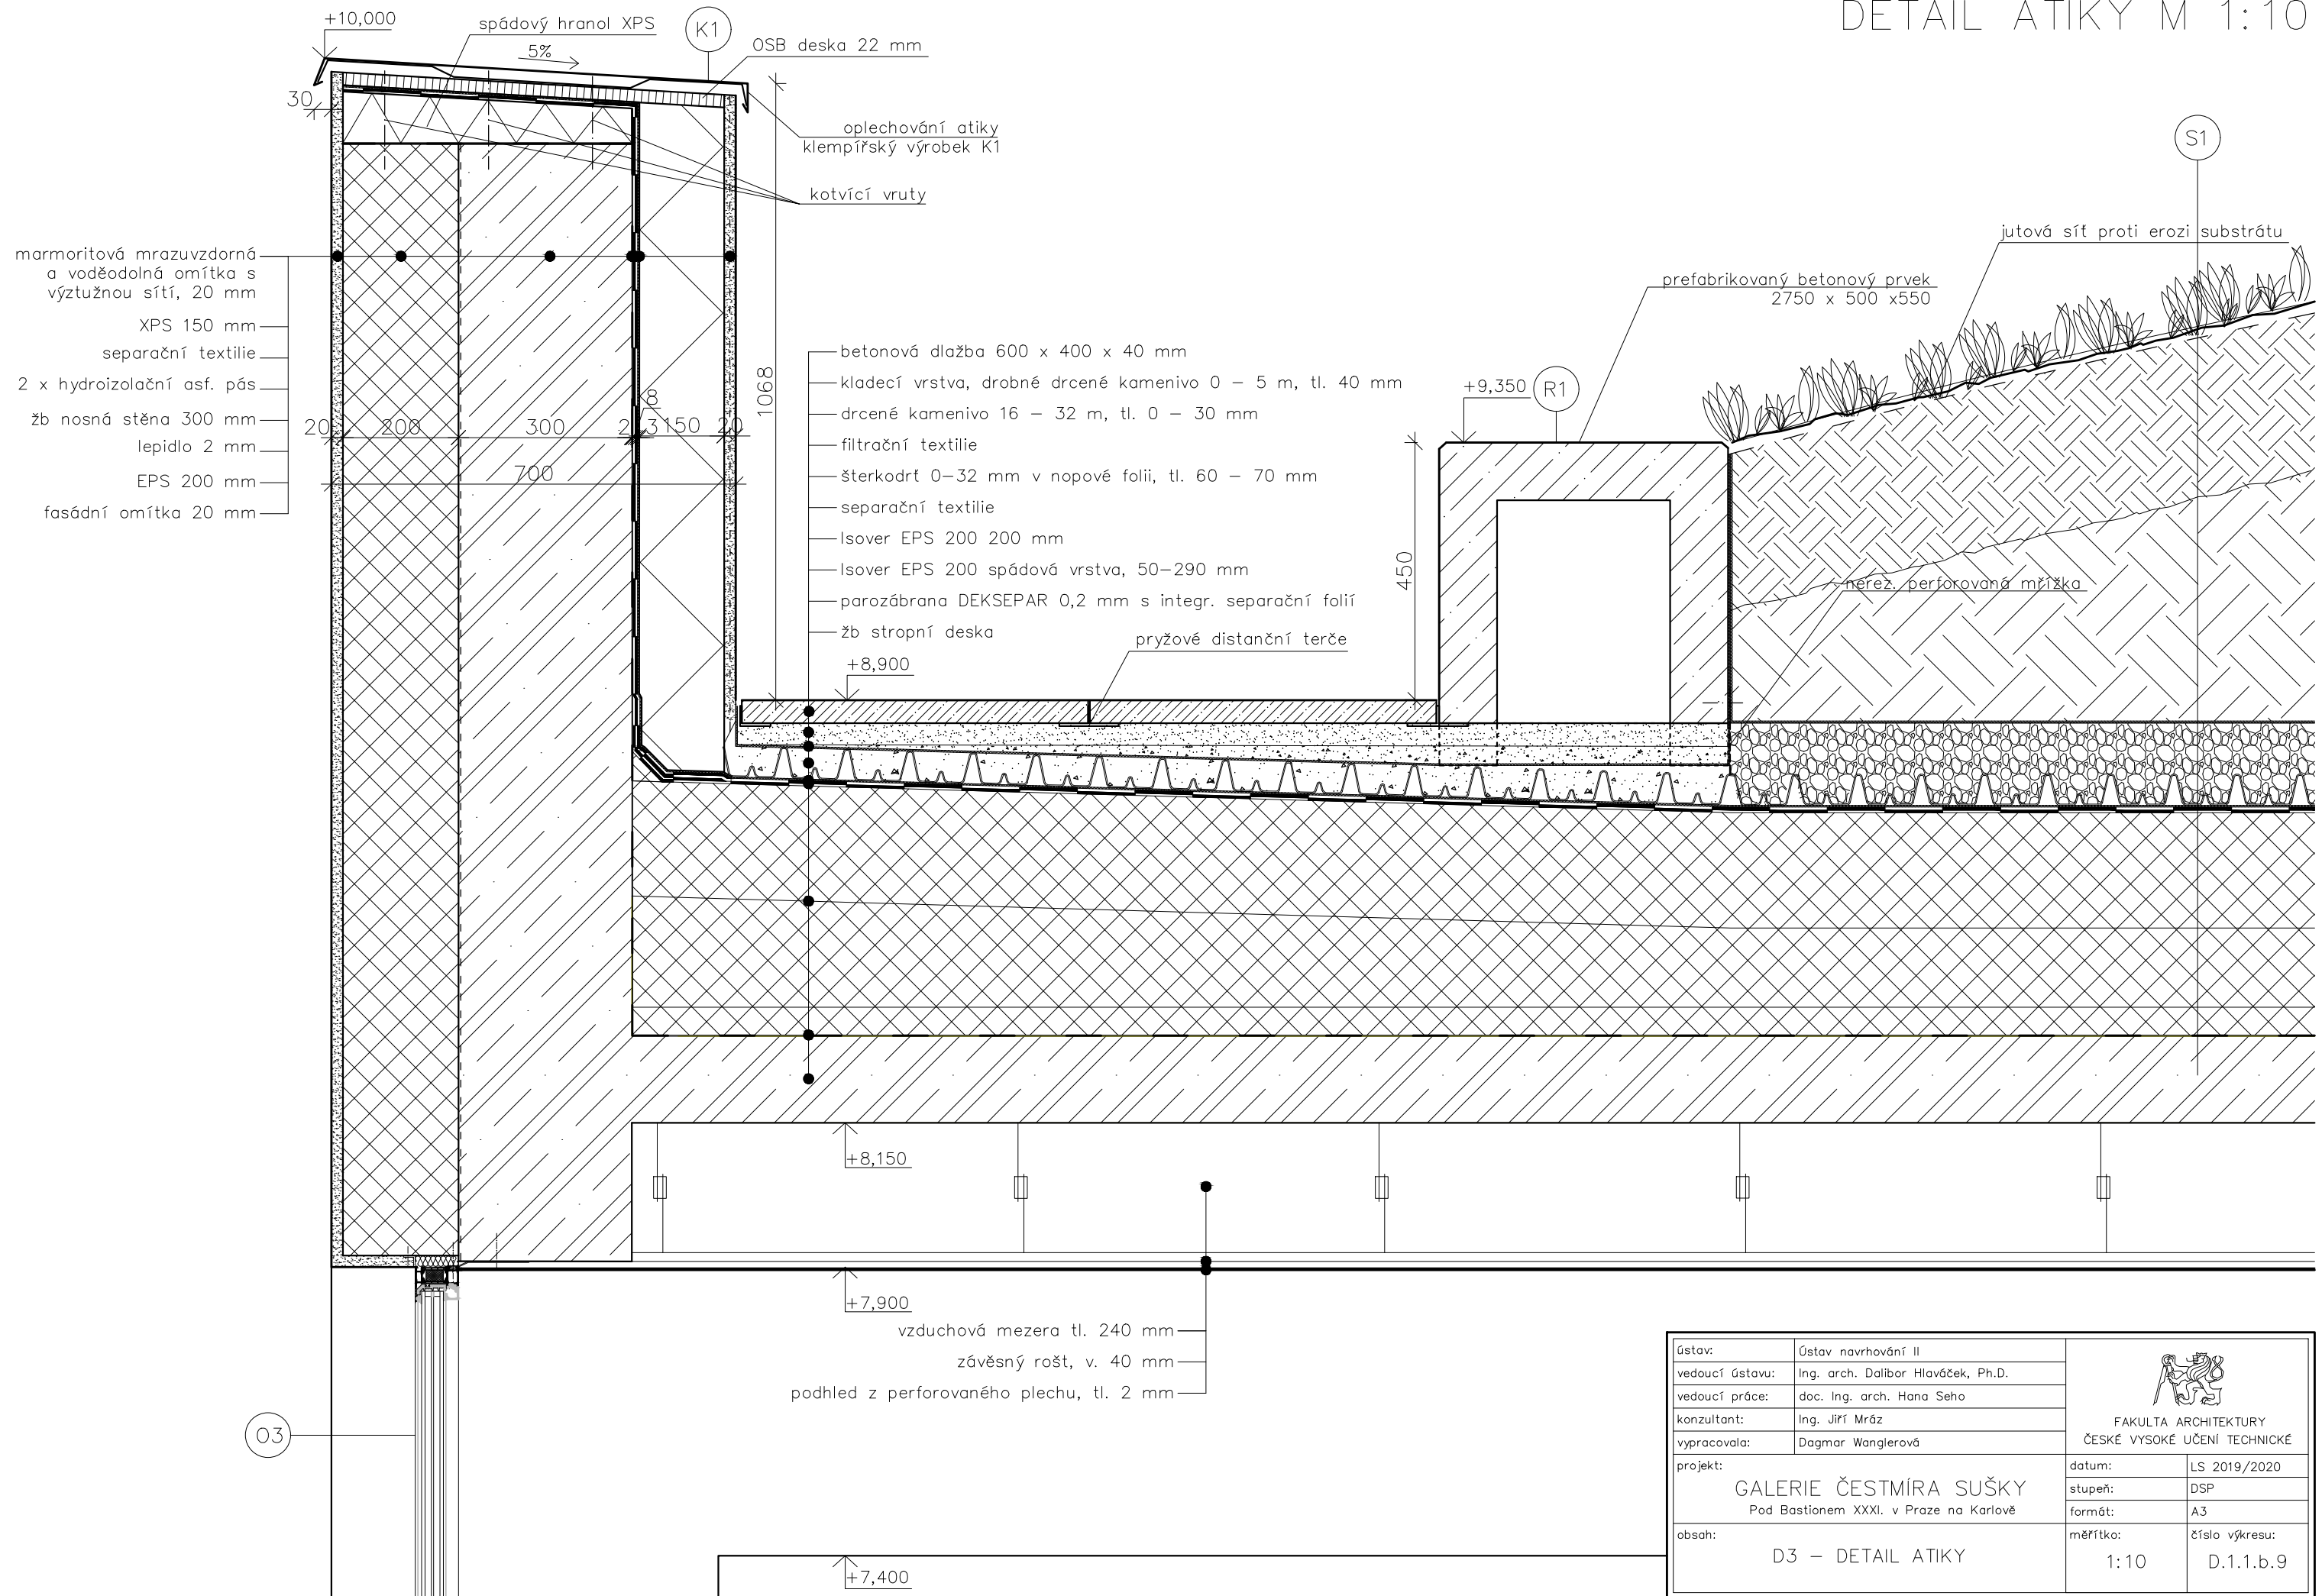 DETAIL ATIKY M 1:10
+10,000
spádový hranol XPS
5%
K1
OSB deska 22 mm
30
oplechování atiky
klempířský výrobek K1
kotvící vruty
S1
jutová síť proti erozi substrátu
prefabrikovaný betonový prvek
2750 x 500 x550
marmoritová mrazuvzdorná
a voděodolná omítka s
výztužnou sítí, 20 mm
XPS 150 mm
separační textilie
2 x hydroizolační asf. pás
žb nosná stěna 300 mm
lepidlo 2 mm
EPS 200 mm
fasádní omítka 20 mm
20
200
300
2
3
150
20
8
700
1068
betonová dlažba 600 x 400 x 40 mm
kladecí vrstva, drobné drcené kamenivo 0 – 5 m, tl. 40 mm
drcené kamenivo 16 – 32 m, tl. 0 – 30 mm
filtrační textilie
šterkodrť 0–32 mm v nopové folii, tl. 60 – 70 mm
separační textilie
Isover EPS 200 200 mm
Isover EPS 200 spádová vrstva, 50–290 mm
parozábrana DEKSEPAR 0,2 mm s integr. separační folií
žb stropní deska
pryžové distanční terče
+8,900
+9,350
R1
450
nerez. perforovaná mřížka
+8,150
+7,900
vzduchová mezera tl. 240 mm
závěsný rošt, v. 40 mm
podhled z perforovaného plechu, tl. 2 mm
O3
+7,400
ústav: Ústav navrhování II
vedoucí ústavu: Ing. arch. Dalibor Hlaváček, Ph.D.
vedoucí práce: doc. Ing. arch. Hana Seho
konzultant: Ing. Jiří Mráz
vypracovala: Dagmar Wanglerová
FAKULTA ARCHITEKTURY
ČESKÉ VYSOKÉ UČENÍ TECHNICKÉ
projekt:
GALERIE ČESTMÍRA SUŠKY
Pod Bastionem XXXI. v Praze na Karlově
datum: LS 2019/2020
stupeň: DSP
formát: A3
obsah:
D3 – DETAIL ATIKY
měřítko:
1:10
číslo výkresu:
D.1.1.b.9